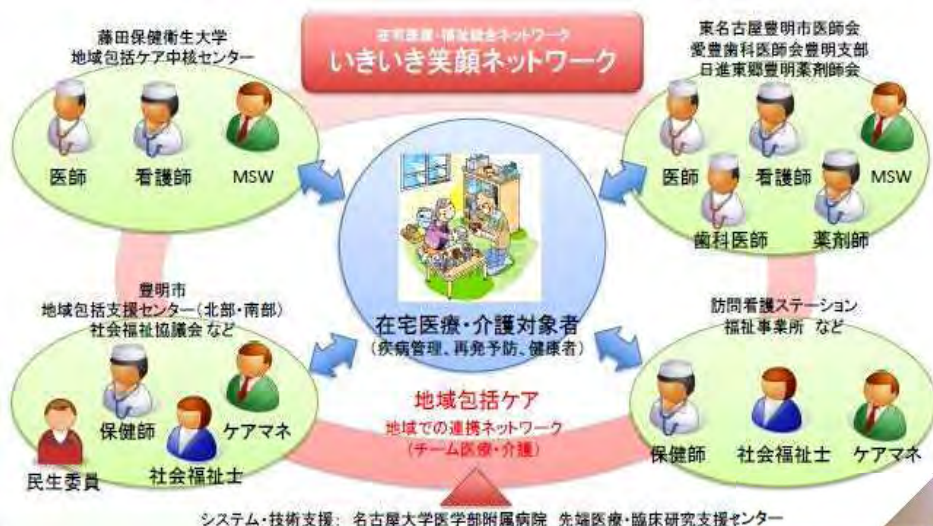 在宅医療・福祉統合ネットワーク
いきいき笑顔ネットワーク
藤田保健衛生大学
地域包括ケア中核センター
医師
看護師
MSW
東名古屋豊明市医師会
愛豊歯科医師会豊明支部
日進東郷豊明薬剤師会
医師
看護師
MSW
歯科医師
薬剤師
在宅医療・介護対象者
(疾病管理、再発予防、健康者)
豊明市
地域包括支援センター(北部・南部)
社会福祉協議会 など
保健師
ケアマネ
民生委員
社会福祉士
地域包括ケア
地域での連携ネットワーク
(チーム医療・介護)
訪問看護ステーション
福祉事業所 など
保健師
社会福祉士
ケアマネ
システム・技術支援: 名古屋大学医学部附属病院 先端医療・臨床研究支援センター